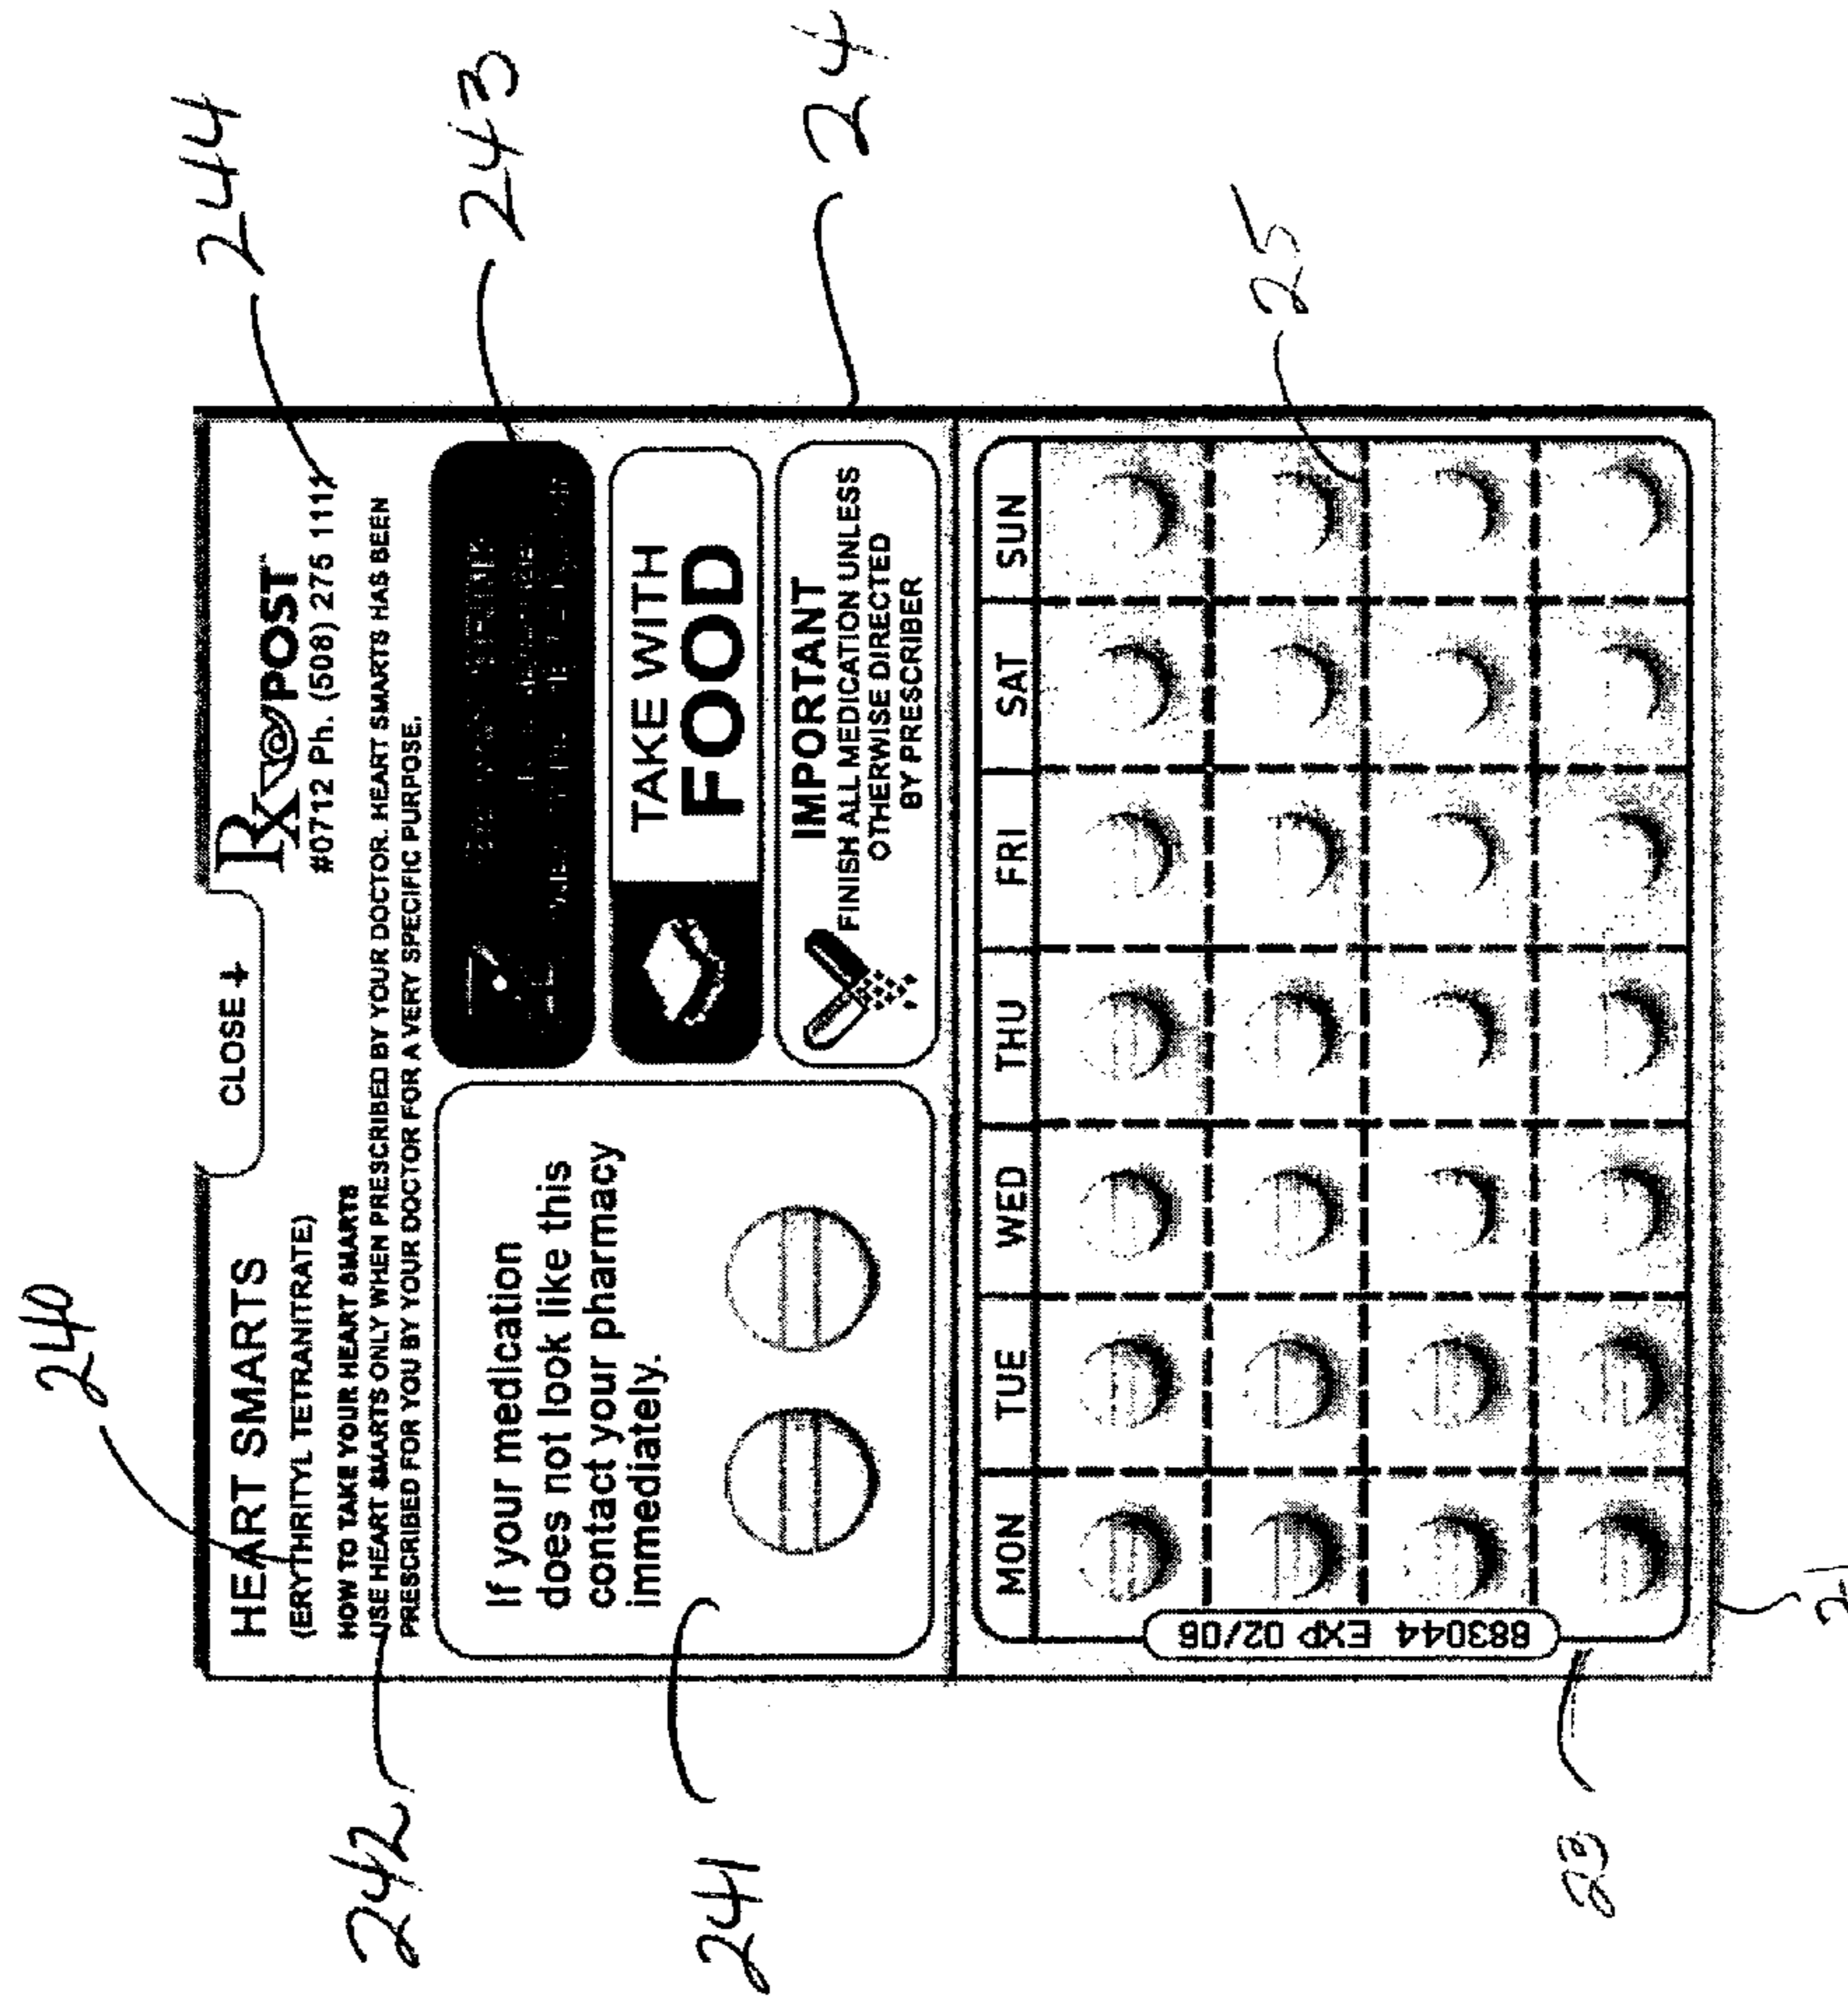 240
244
243
24
25
242
241
23
HEART SMARTS
(ERYTHRITYL TETRANITRATE)
CLOSE
Rx POST
#0712 Ph. (508) 275 1111
HOW TO TAKE YOUR HEART SMARTS
USE HEART SMARTS ONLY WHEN PRESCRIBED BY YOUR DOCTOR. HEART SMARTS HAS BEEN
PRESCRIBED FOR YOU BY YOUR DOCTOR FOR A VERY SPECIFIC PURPOSE.
If your medication
does not look like this
contact your pharmacy
immediately.
TAKE WITH
FOOD
IMPORTANT
FINISH ALL MEDICATION UNLESS
OTHERWISE DIRECTED
BY PRESCRIBER
MON TUE WED THU FRI SAT SUN
883044 EXP 02/06